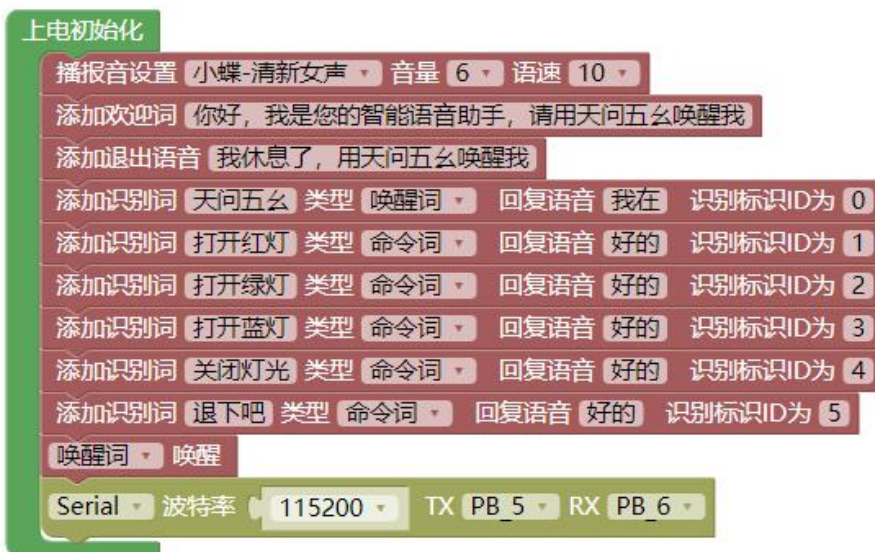 上电初始化
播报音设置 小蝶-清新女声 音量 6 语速 10
添加欢迎词 你好，我是您的智能语音助手，请用天问五幺唤醒我
添加退出语音 我休息了，用天问五幺唤醒我
添加识别词 天问五幺 类型 唤醒词 回复语音 我在 识别标识ID为 0
添加识别词 打开红灯 类型 命令词 回复语音 好的 识别标识ID为 1
添加识别词 打开绿灯 类型 命令词 回复语音 好的 识别标识ID为 2
添加识别词 打开蓝灯 类型 命令词 回复语音 好的 识别标识ID为 3
添加识别词 关闭灯光 类型 命令词 回复语音 好的 识别标识ID为 4
添加识别词 退下吧 类型 命令词 回复语音 好的 识别标识ID为 5
唤醒词 唤醒
Serial 波特率 115200 TX PB_5 RX PB_6